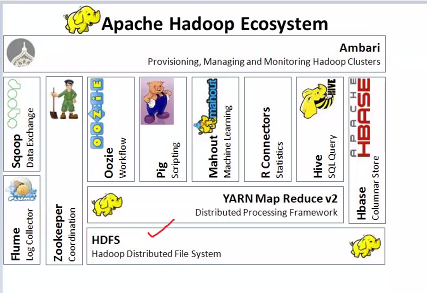 Apache Hadoop Ecosystem
Ambari
Provisioning, Managing and Monitoring Hadoop Clusters
Sqoop
Data Exchange
Flume
Log Collector
Zookeeper
Coordination
OOZIE
Oozie
Workflow
Pig
Scripting
mahout
Mahout
Machine Learning
R Connectors
Statistics
HIVE
Hive
SQL Query
APACHE
HBASE
Hbase
Columnar Store
YARN Map Reduce v2
Distributed Processing Framework
HDFS
Hadoop Distributed File System